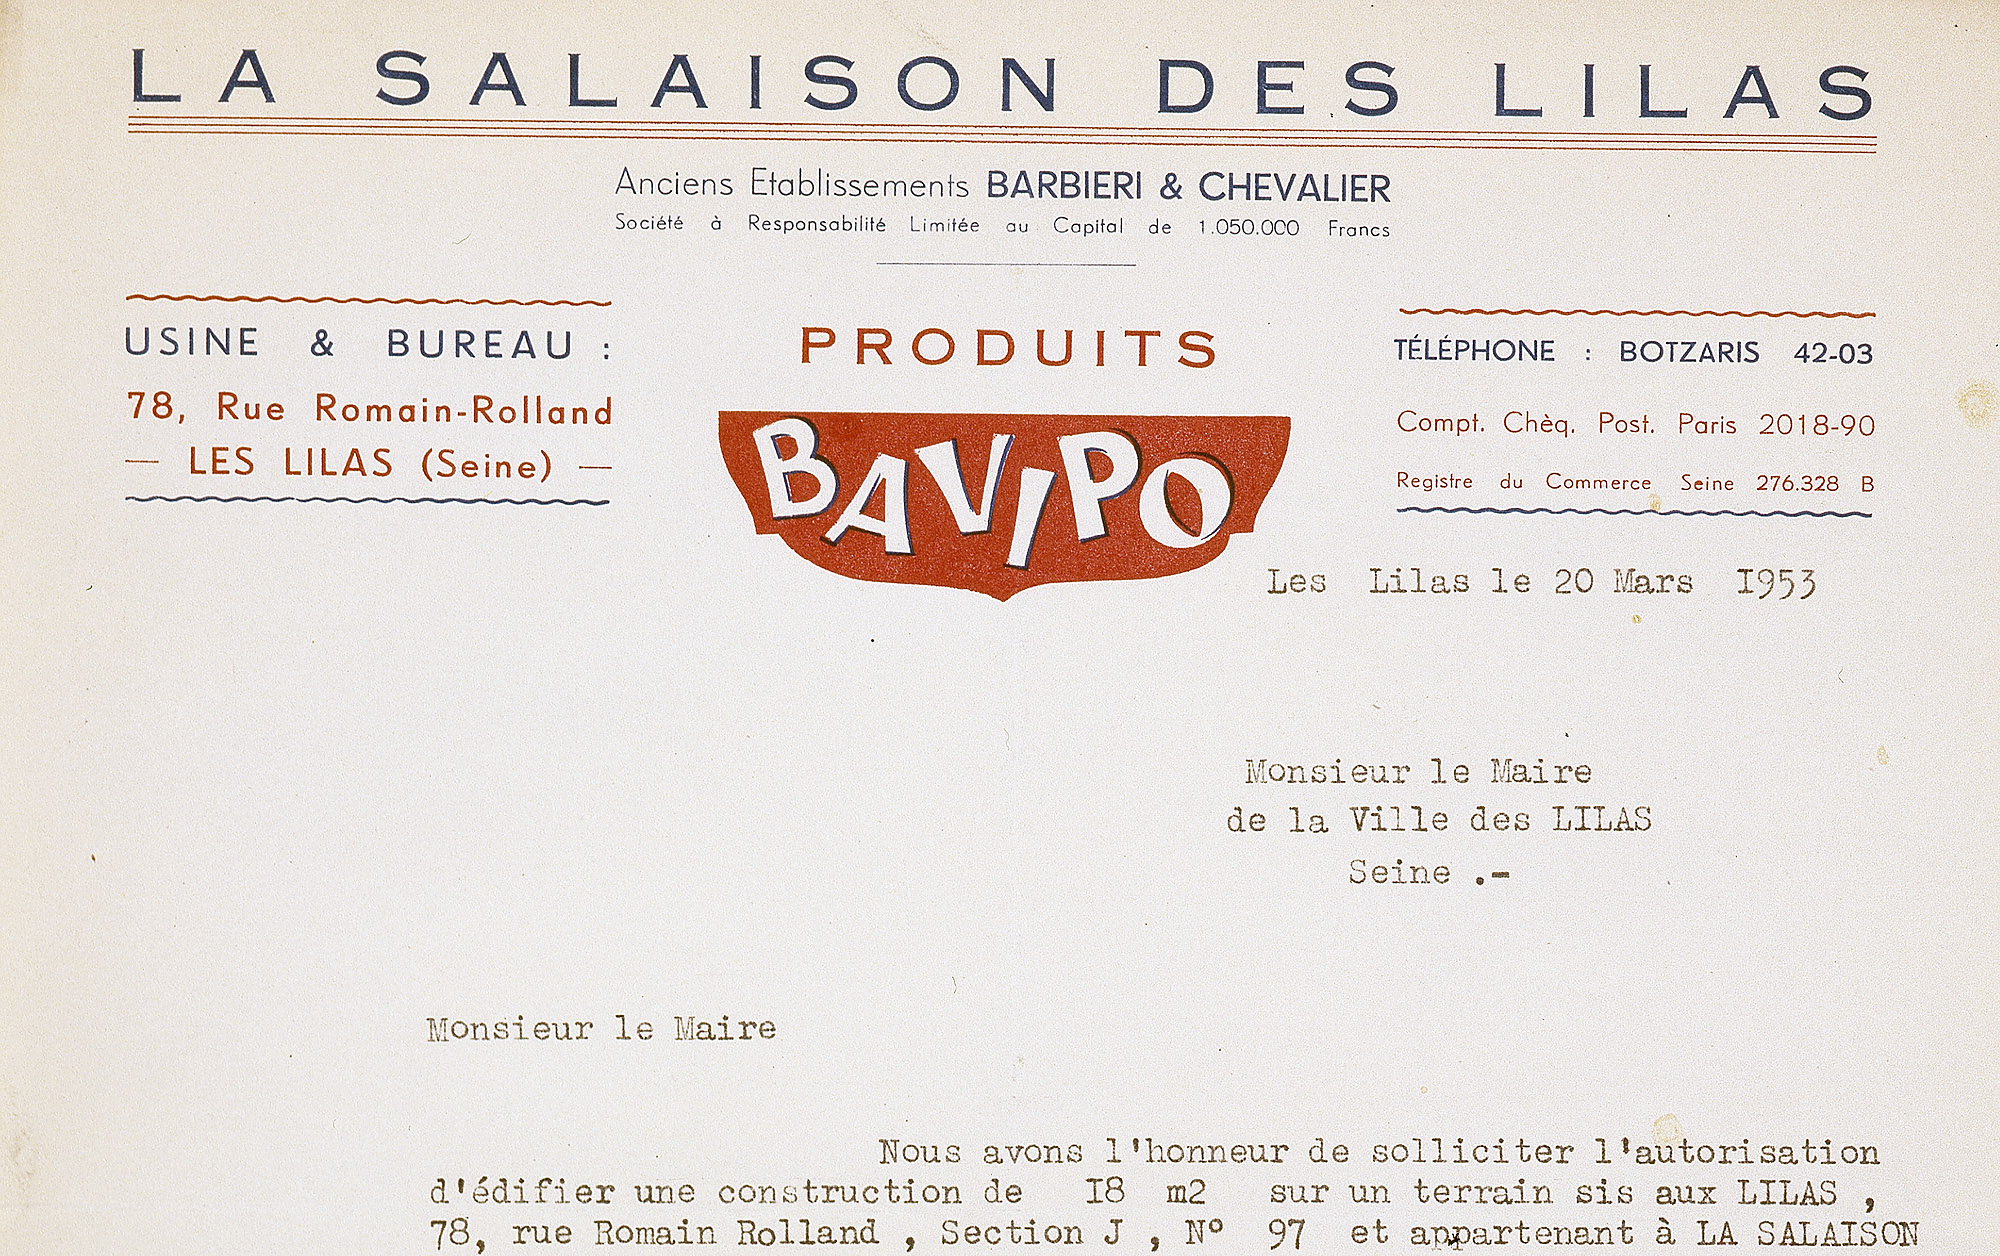 LA SALAISON DES LILAS
Anciens Etablissements BARBIERI & CHEVALIER
Société à Responsabilité Limitée au Capital de 1.050.000 Francs
USINE & BUREAU :
78, Rue Romain-Rolland
— LES LILAS (Seine) —
PRODUITS
BAVIPO
TÉLÉPHONE : BOTZARIS 42-03
Compt. Chèq. Post. Paris 2018-90
Registre du Commerce Seine 276.328 B
Les Lilas le 20 Mars I953
Monsieur le Maire
de la Ville des LILAS
Seine .-
Monsieur le Maire
Nous avons l'honneur de solliciter l'autorisation
d'édifier une construction de I8 m2 sur un terrain sis aux LILAS ,
78, rue Romain Rolland , Section J , N° 97 et appartenant à LA SALAISON